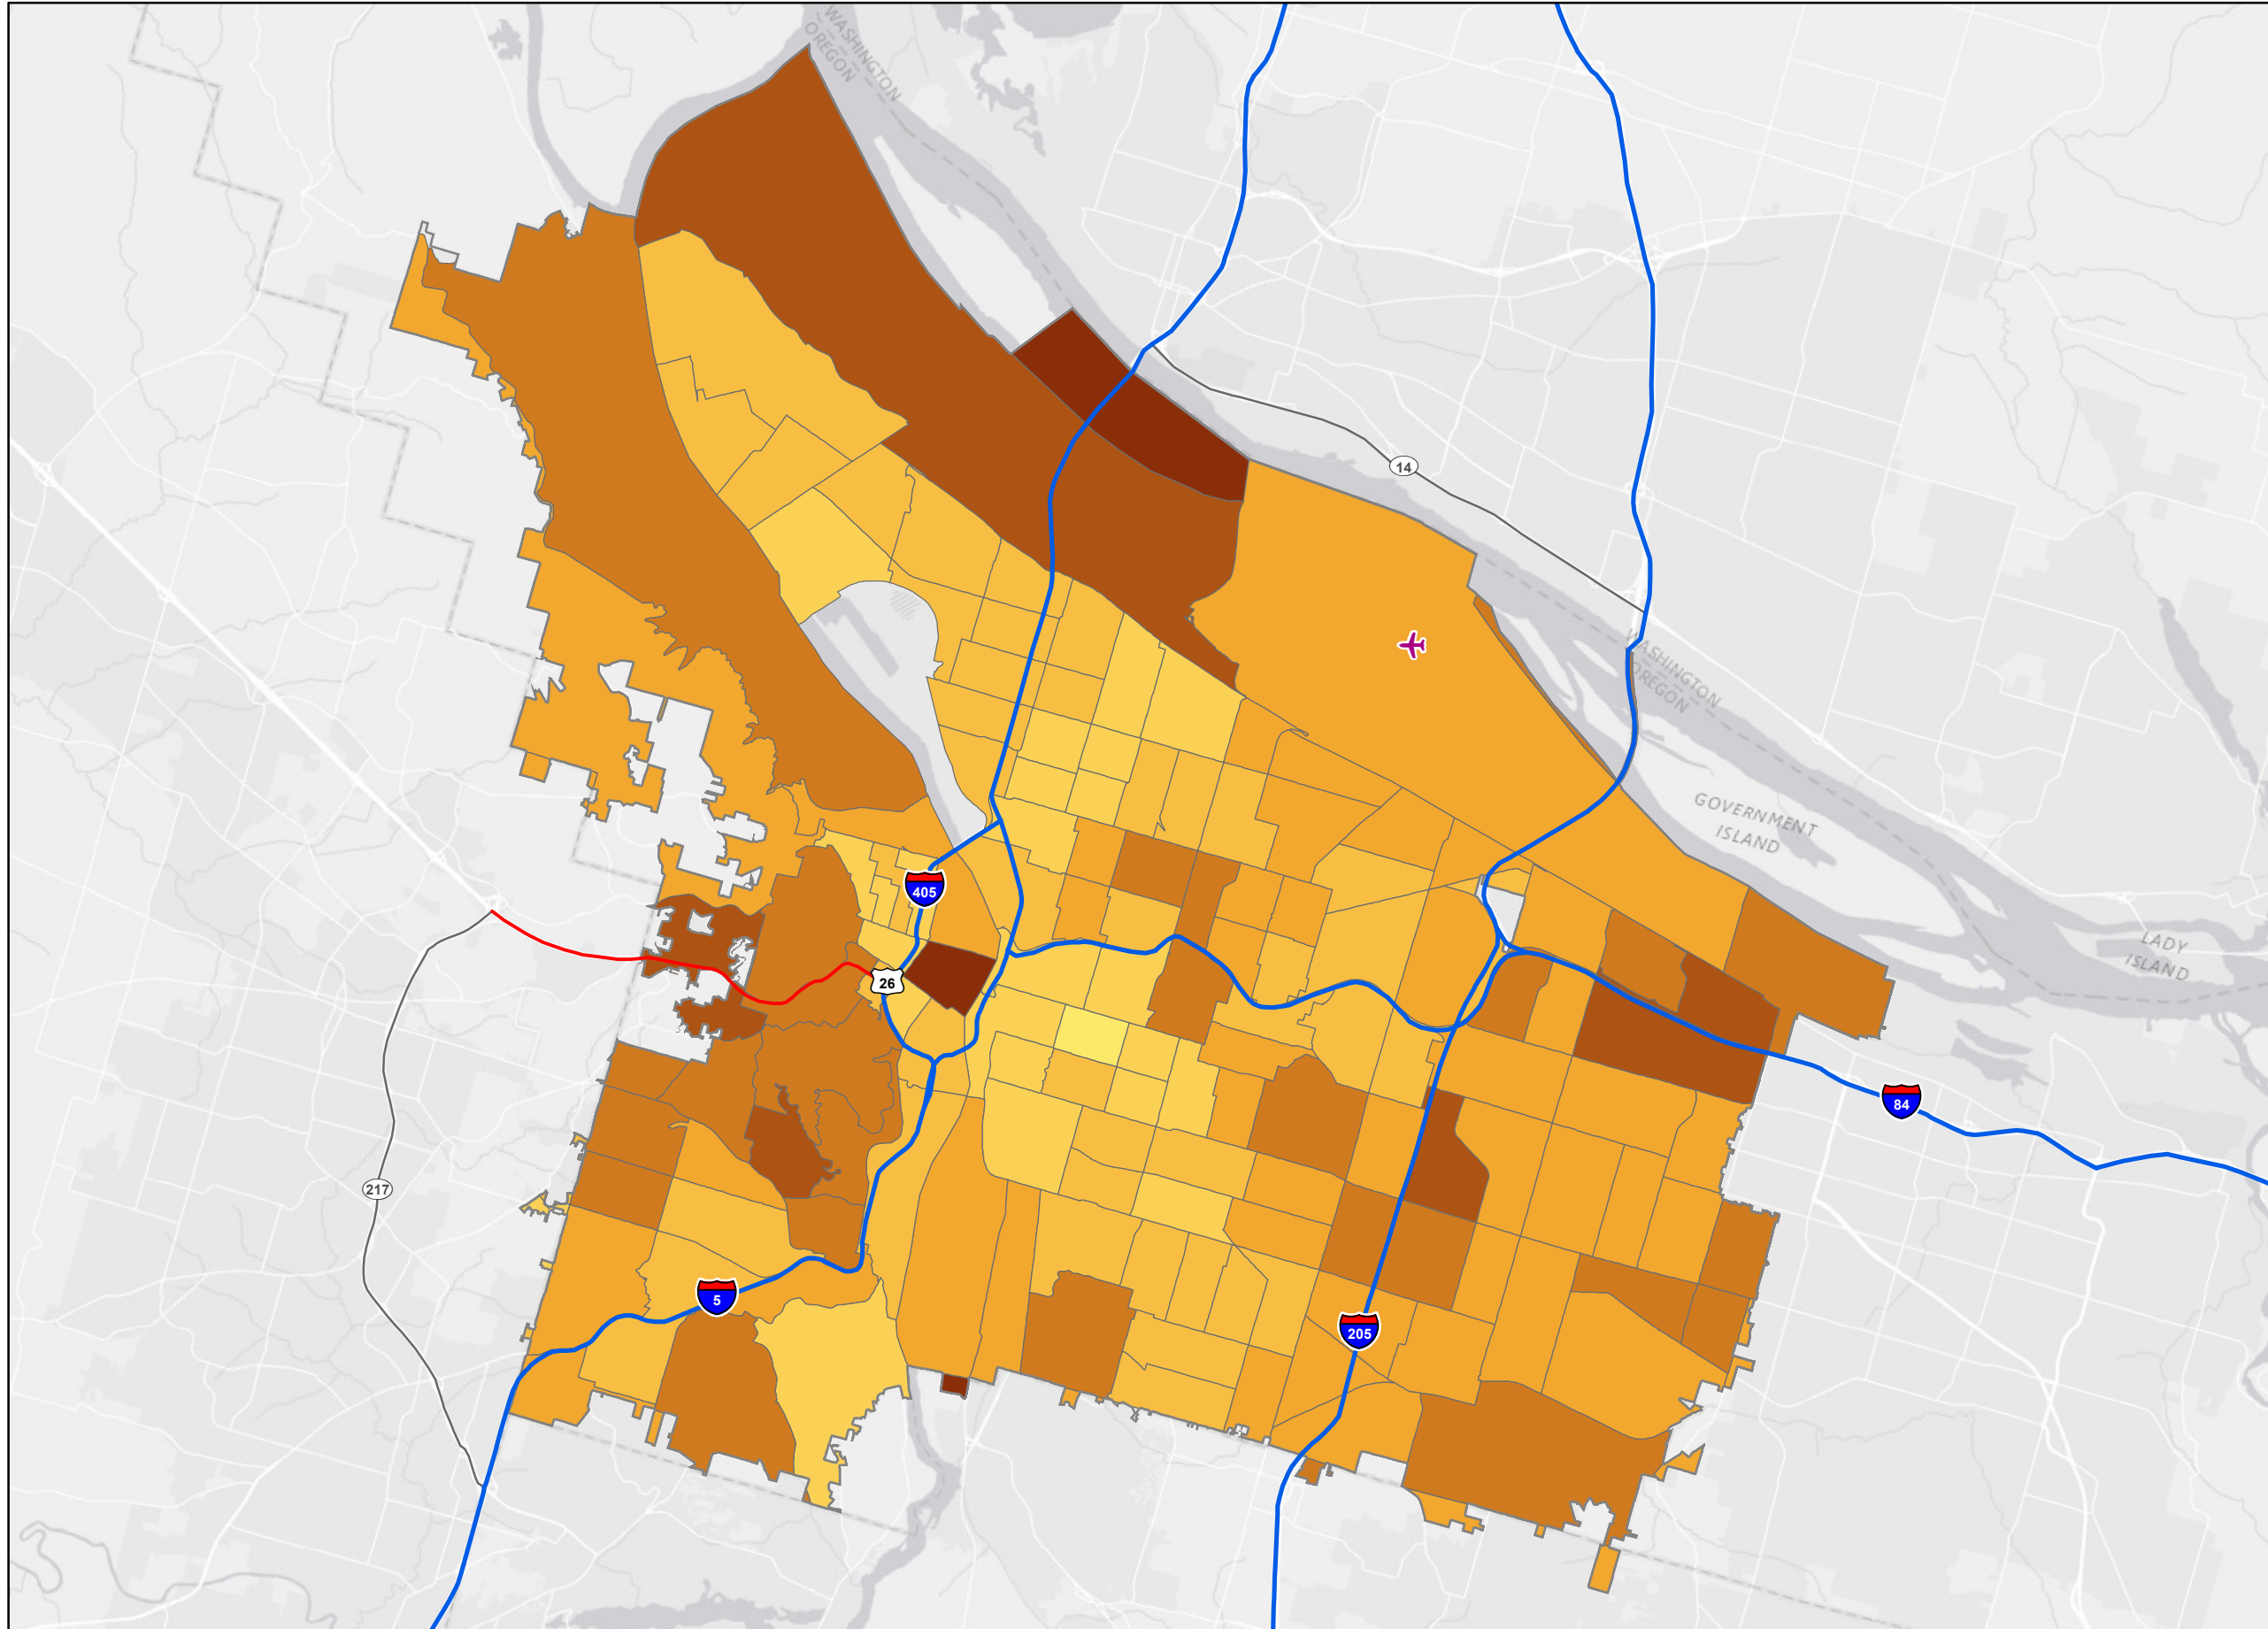 WASHINGTON
OREGON
14
WASHINGTON
OREGON
GOVERNMENT
ISLAND
405
LADY
ISLAND
26
84
217
5
205